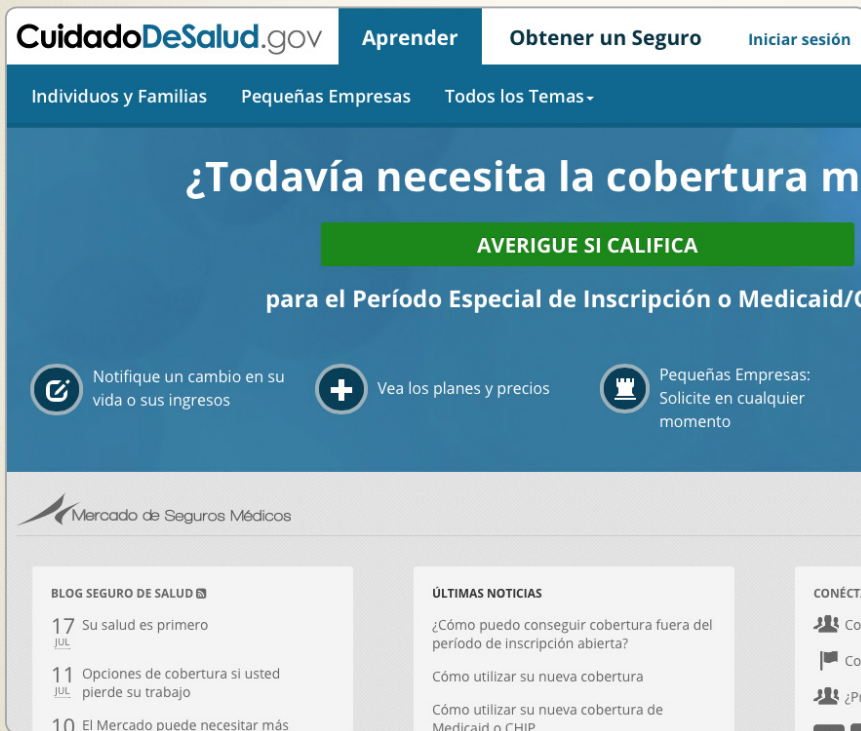 CuidadoDeSalud.gov
Aprender
Obtener un Seguro
Iniciar sesión
Individuos y Familias
Pequeñas Empresas
Todos los Temas
¿Todavía necesita la cobertura
AVERIGUE SI CALIFICA
para el Período Especial de Inscripción o Medicaid/
Notifique un cambio en su
vida o sus ingresos
Vea los planes y precios
Pequeñas Empresas:
Solicite en cualquier
momento
Mercado de Seguros Médicos
BLOG SEGURO DE SALUD
17 Su salud es primero
JUL
11 Opciones de cobertura si usted
JUL pierde su trabajo
10 El Mercado puede necesitar más
ÚLTIMAS NOTICIAS
¿Cómo puedo conseguir cobertura fuera del
período de inscripción abierta?
Cómo utilizar su nueva cobertura
Cómo utilizar su nueva cobertura de
Medicaid o CHIP